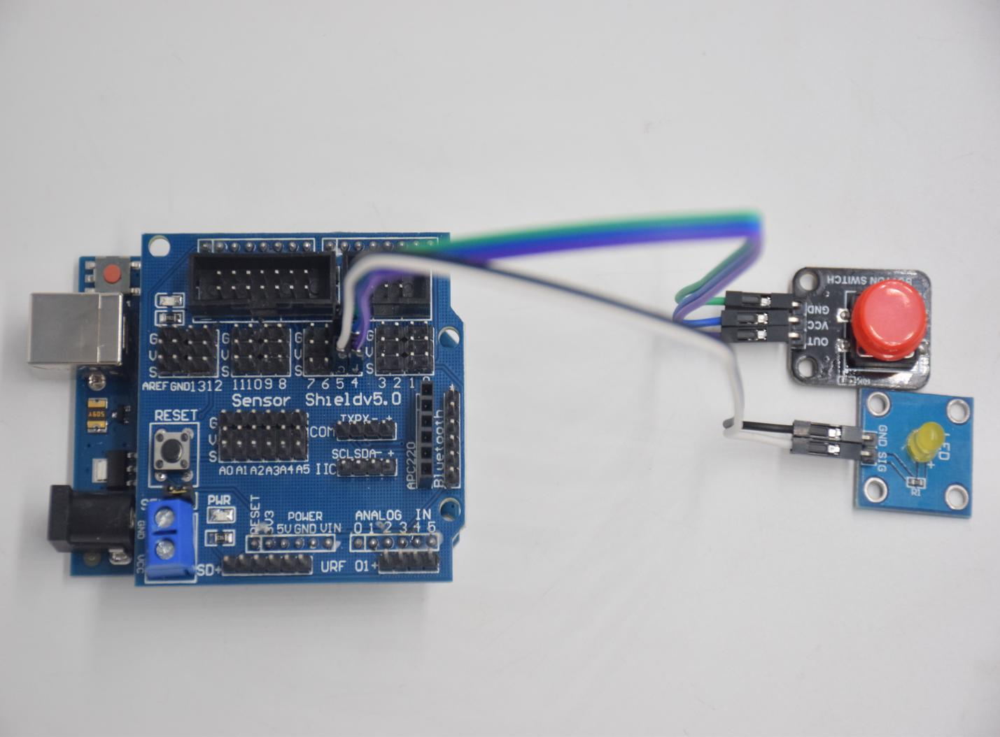 G
V
S
G
V
S
G
V
S
AREF GND 13 12
11 10 9 8
7 6 5 4
3 2 1
Sensor Shieldv5.0
RESET
G
V
S
A0 A1 A2 A3 A4 A5
COM
TXRX- +
SCLSDA- +
IIC
APC220
Bluetooth
+
PWR
GND
VCC
RESET
3V3
5V GND VIN
POWER
ANALOG IN
0 1 2 3 4 5
SD+
URF 01+
BUTTON SWITCH
GND
VCC
OUT
GND SIG
LED
+
R1